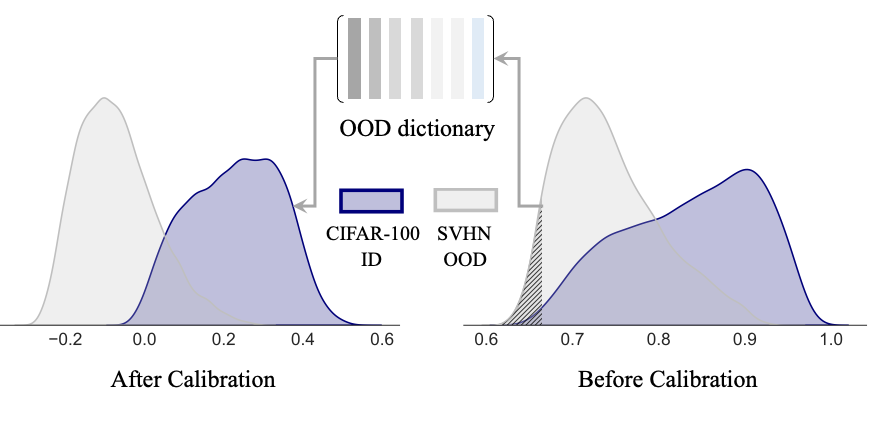 OOD dictionary
CIFAR-100 SVHN
ID OOD
−0.2 0.0 0.2 0.4 0.6
0.6 0.7 0.8 0.9 1.0
After Calibration
Before Calibration